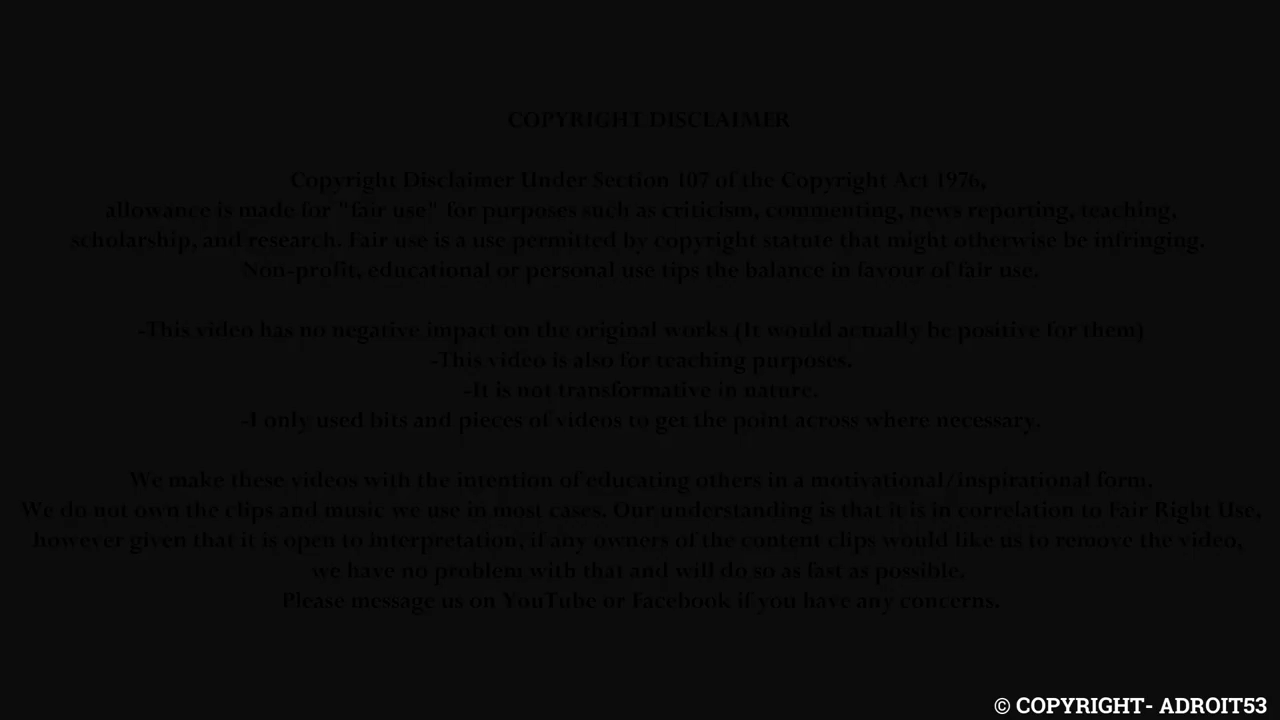 COPYRIGHT DISCLAIMER
Copyright Disclaimer Under Section 107 of the Copyright Act 1976,
allowance is made for "fair use" for purposes such as criticism, commenting, news reporting, teaching,
scholarship, and research. Fair use is a use permitted by copyright statute that might otherwise be infringing.
Non-profit, educational or personal use tips the balance in favour of fair use.
-This video has no negative impact on the original works (It would actually be positive for them)
-This video is also for teaching purposes.
-It is not transformative in nature.
-I only used bits and pieces of videos to get the point across where necessary.
We make these videos with the intention of educating others in a motivational/inspirational form.
We do not own the clips and music we use in most cases. Our understanding is that it is in correlation to Fair Right Use,
however given that it is open to interpretation, if any owners of the content clips would like us to remove the video,
we have no problem with that and will do so as fast as possible.
Please message us on YouTube or Facebook if you have any concerns.
© COPYRIGHT- ADROIT53